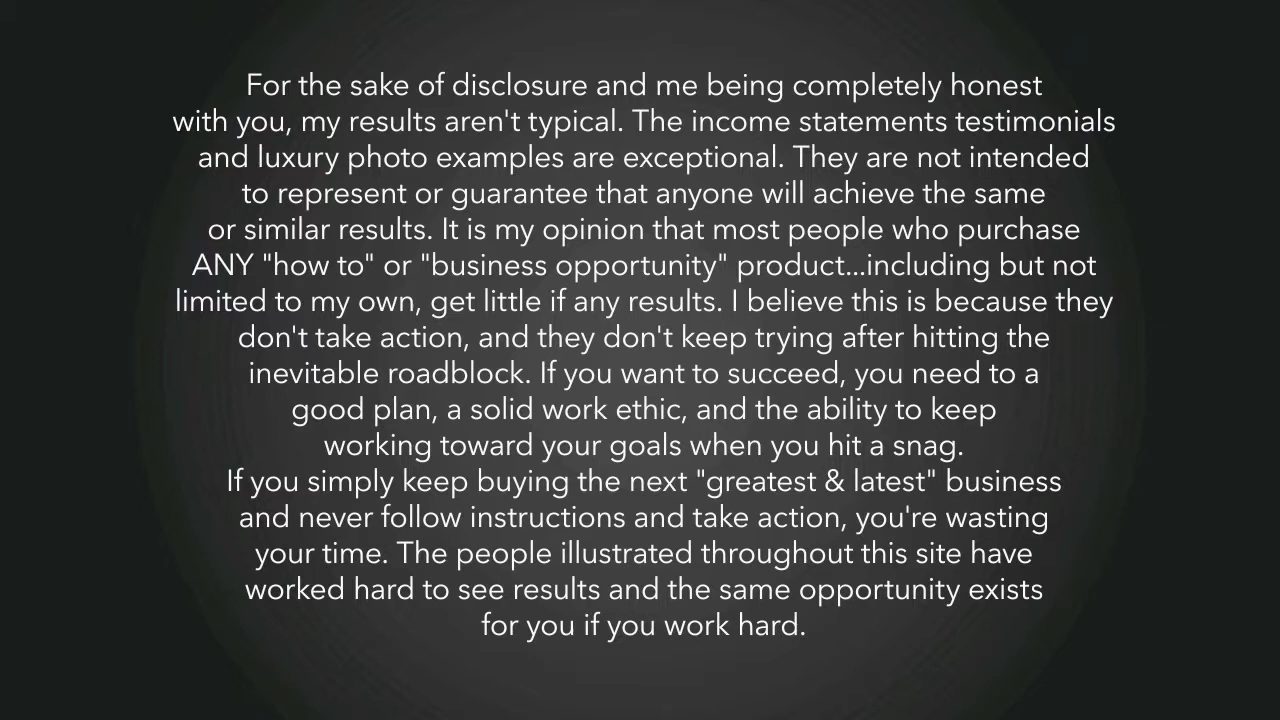 For the sake of disclosure and me being completely honest
with you, my results aren't typical. The income statements testimonials
and luxury photo examples are exceptional. They are not intended
to represent or guarantee that anyone will achieve the same
or similar results. It is my opinion that most people who purchase
ANY "how to" or "business opportunity" product...including but not
limited to my own, get little if any results. I believe this is because they
don't take action, and they don't keep trying after hitting the
inevitable roadblock. If you want to succeed, you need to a
good plan, a solid work ethic, and the ability to keep
working toward your goals when you hit a snag.
If you simply keep buying the next "greatest & latest" business
and never follow instructions and take action, you're wasting
your time. The people illustrated throughout this site have
worked hard to see results and the same opportunity exists
for you if you work hard.